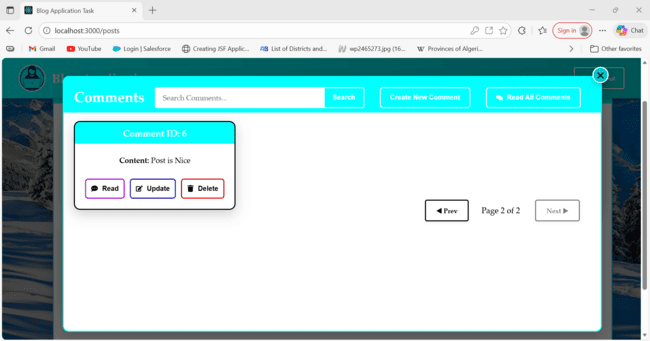 Blog Application Task
localhost:3000/posts
Sign in
Chat
Gmail
YouTube
Login | Salesforce
Creating JSF Applic...
List of Districts and...
wp2465273.jpg (16...
Provinces of Algeri...
Other favorites
Comments
Search Comments...
Search
Create New Comment
Read All Comments
Comment ID: 6
Content: Post is Nice
Read
Update
Delete
Prev
Page 2 of 2
Next